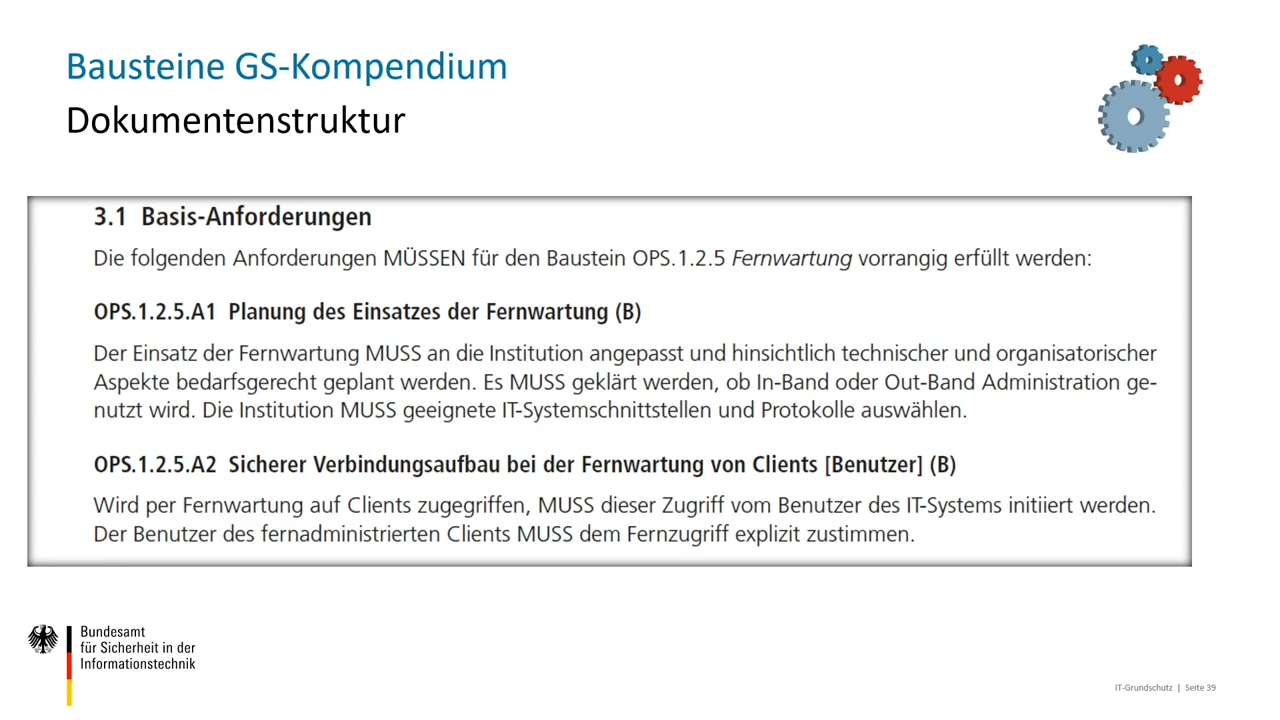 Bausteine GS-Kompendium
Dokumentenstruktur
3.1 Basis-Anforderungen
Die folgenden Anforderungen MÜSSEN für den Baustein OPS.1.2.5 Fernwartung vorrangig erfüllt werden:
OPS.1.2.5.A1 Planung des Einsatzes der Fernwartung (B)
Der Einsatz der Fernwartung MUSS an die Institution angepasst und hinsichtlich technischer und organisatorischer
Aspekte bedarfsgerecht geplant werden. Es MUSS geklärt werden, ob In-Band oder Out-Band Administration ge-
nutzt wird. Die Institution MUSS geeignete IT-Systemschnittstellen und Protokolle auswählen.
OPS.1.2.5.A2 Sicherer Verbindungsaufbau bei der Fernwartung von Clients [Benutzer] (B)
Wird per Fernwartung auf Clients zugegriffen, MUSS dieser Zugriff vom Benutzer des IT-Systems initiiert werden.
Der Benutzer des fernadministrierten Clients MUSS dem Fernzugriff explizit zustimmen.
Bundesamt
für Sicherheit in der
Informationstechnik
IT-Grundschutz | Seite 39